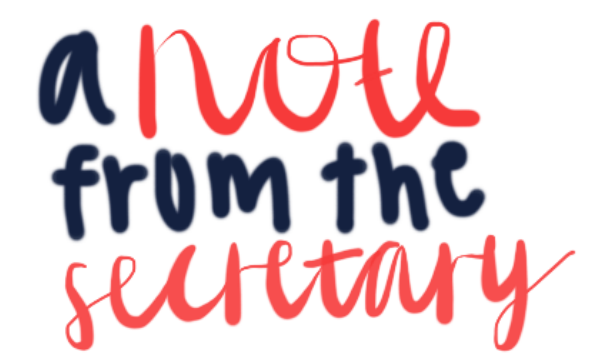 a note
from the
secretary